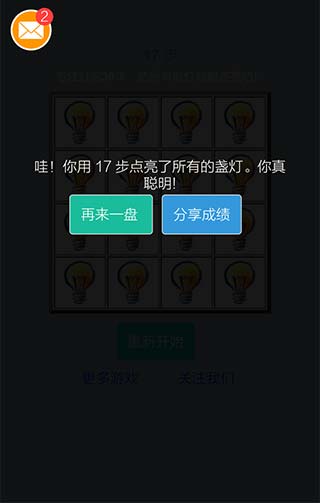 2
17 步
哇！你用 17 步点亮了所有的盏灯。你真
聪明!
再来一盘
分享成绩
重新开始
更多游戏
关注我们